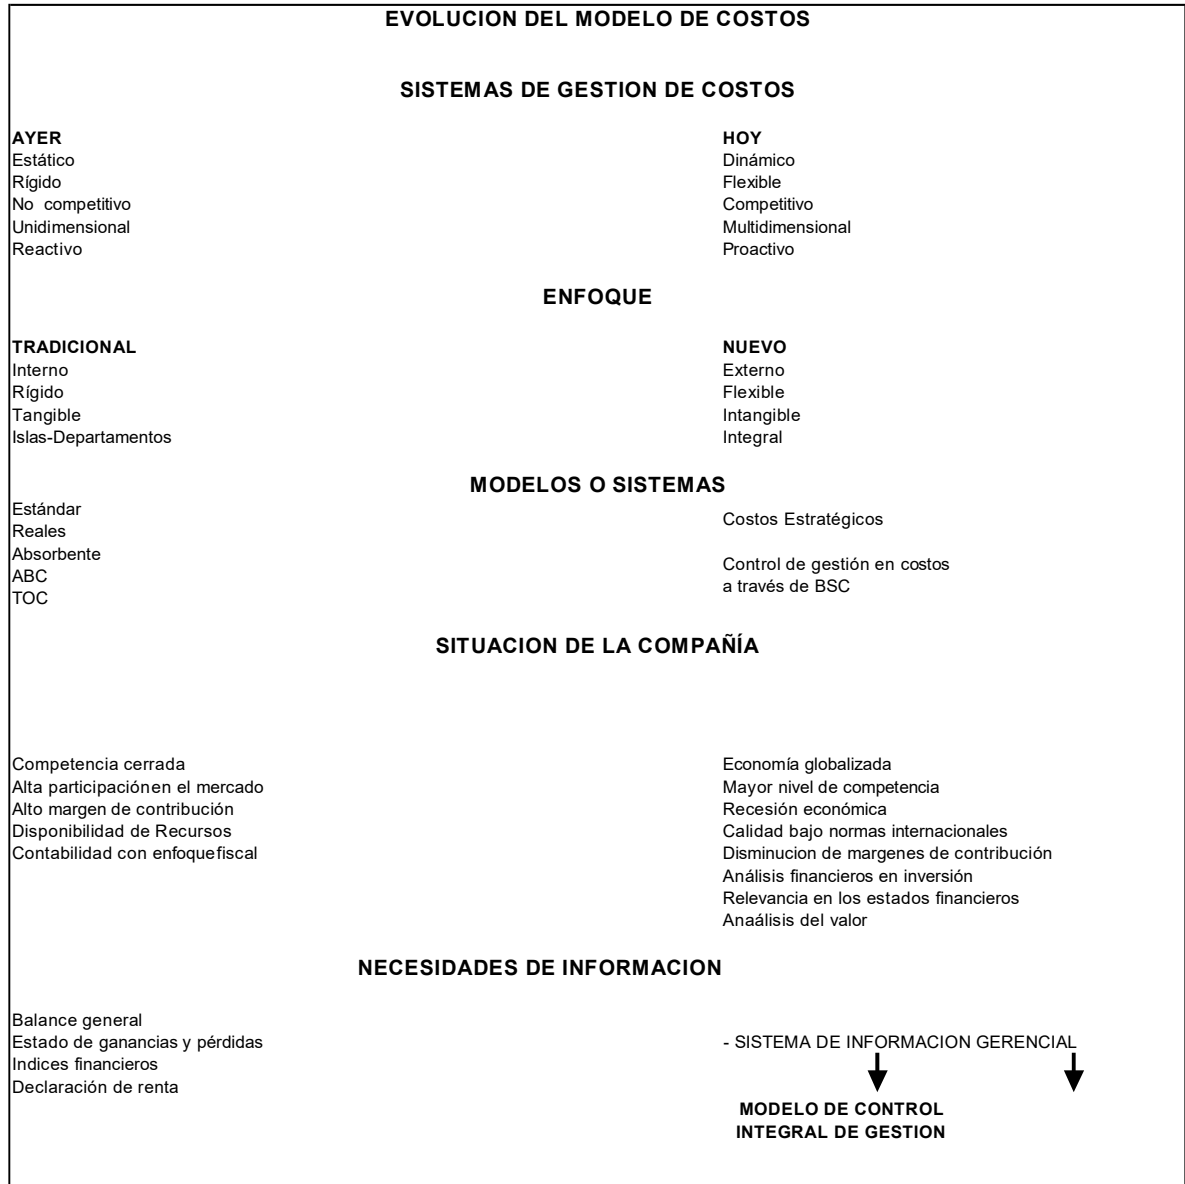 EVOLUCION DEL MODELO DE COSTOS
SISTEMAS DE GESTION DE COSTOS
AYER
Estático
Rígido
No competitivo
Unidimensional
Reactivo
HOY
Dinámico
Flexible
Competitivo
Multidimensional
Proactivo
ENFOQUE
TRADICIONAL
Interno
Rígido
Tangible
Islas-Departamentos
NUEVO
Externo
Flexible
Intangible
Integral
MODELOS O SISTEMAS
Estándar
Reales
Absorbente
ABC
TOC
Costos Estratégicos
Control de gestión en costos
a través de BSC
SITUACION DE LA COMPAÑÍA
Competencia cerrada
Alta participaciónen el mercado
Alto margen de contribución
Disponibilidad de Recursos
Contabilidad con enfoquefiscal
Economía globalizada
Mayor nivel de competencia
Recesión económica
Calidad bajo normas internacionales
Disminucion de margenes de contribución
Análisis financieros en inversión
Relevancia en los estados financieros
Anaálisis del valor
NECESIDADES DE INFORMACION
Balance general
Estado de ganancias y pérdidas
Indices financieros
Declaración de renta
- SISTEMA DE INFORMACION GERENCIAL
MODELO DE CONTROL
INTEGRAL DE GESTION